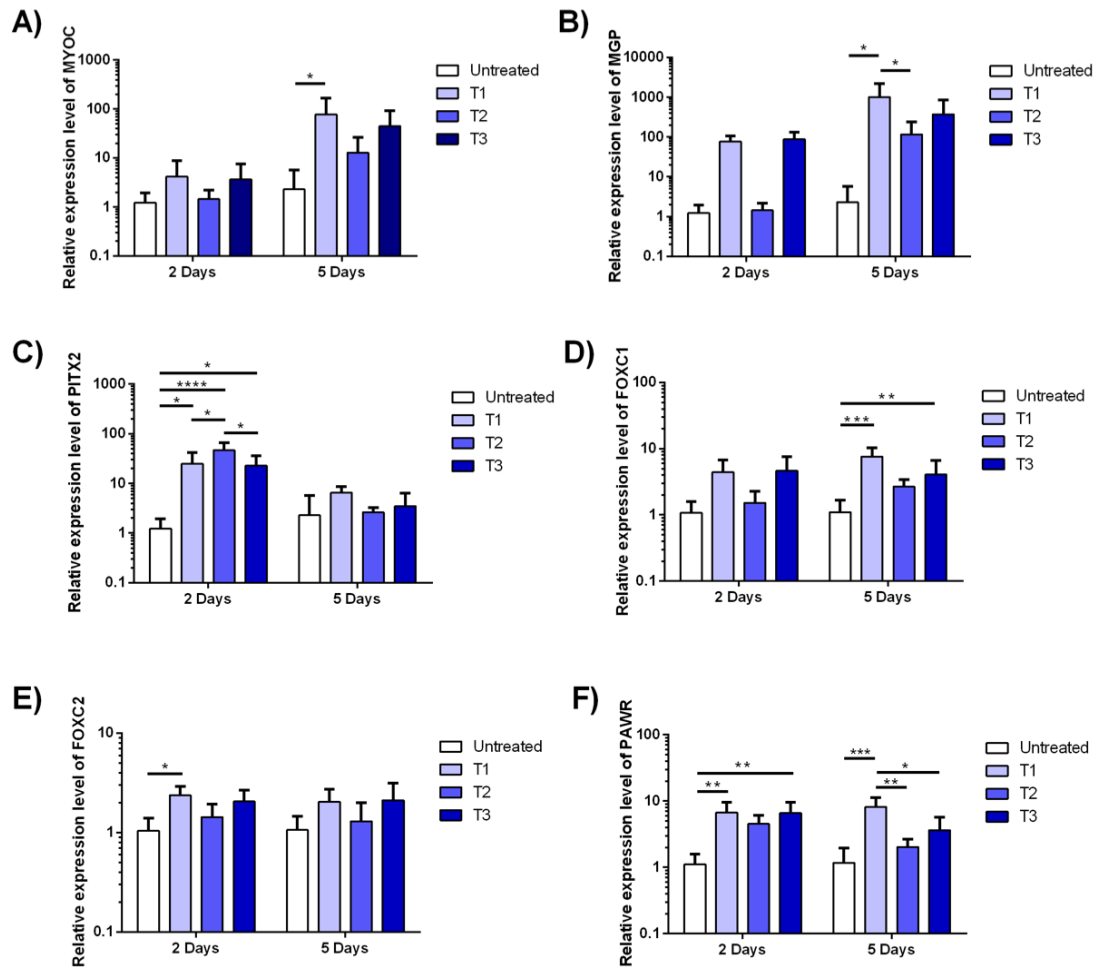 A)
Relative expression level of MYOC
1000
100
10
1
0.1
*
2 Days
5 Days
Untreated
T1
T2
T3
B)
Relative expression level of MGP
10000
1000
100
10
1
0.1
*
*
2 Days
5 Days
Untreated
T1
T2
T3
C)
Relative expression level of PITX2
1000
100
10
1
0.1
*
****
*
*
*
2 Days
5 Days
Untreated
T1
T2
T3
D)
Relative expression level of FOXC1
100
10
1
0.1
**
***
2 Days
5 Days
Untreated
T1
T2
T3
E)
Relative expression level of FOXC2
10
1
0.1
*
2 Days
5 Days
Untreated
T1
T2
T3
F)
Relative expression level of PAWR
100
10
1
0.1
**
**
***
*
**
2 Days
5 Days
Untreated
T1
T2
T3